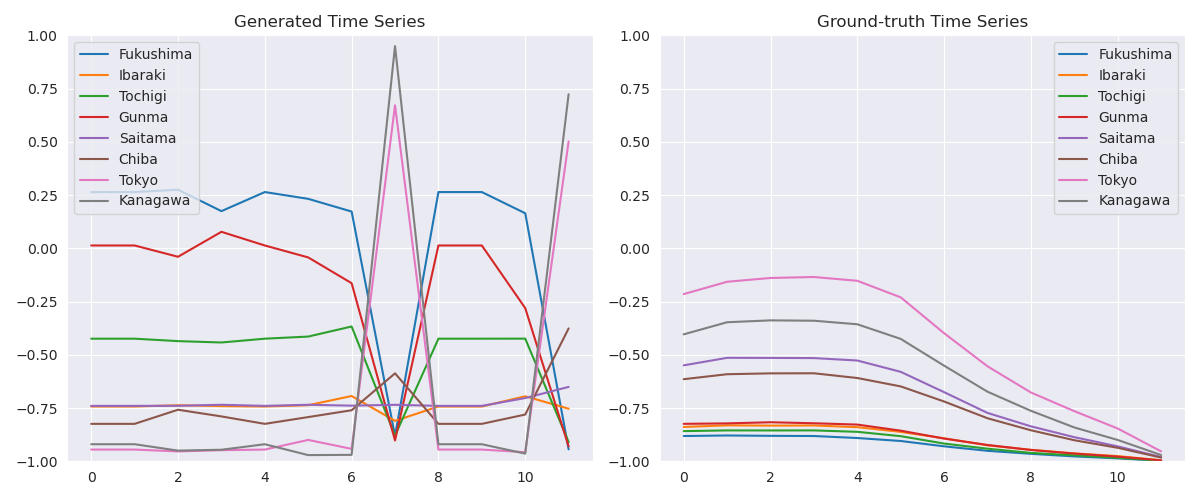 Generated Time Series
1.00
0.75
0.50
0.25
0.00
−0.25
−0.50
−0.75
−1.00
0 2 4 6 8 10
Fukushima
Ibaraki
Tochigi
Gunma
Saitama
Chiba
Tokyo
Kanagawa
Ground-truth Time Series
1.00
0.75
0.50
0.25
0.00
−0.25
−0.50
−0.75
−1.00
0 2 4 6 8 10
Fukushima
Ibaraki
Tochigi
Gunma
Saitama
Chiba
Tokyo
Kanagawa